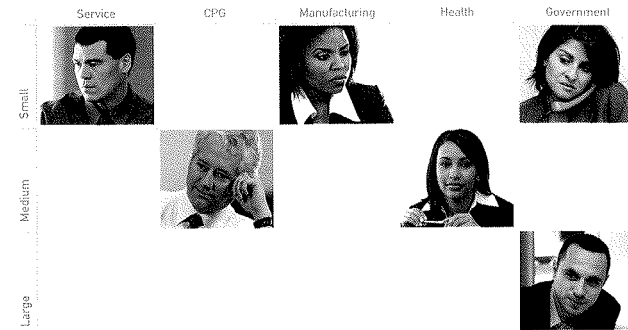 Service CPG Manufacturing Health Government
Small
Medium
Large